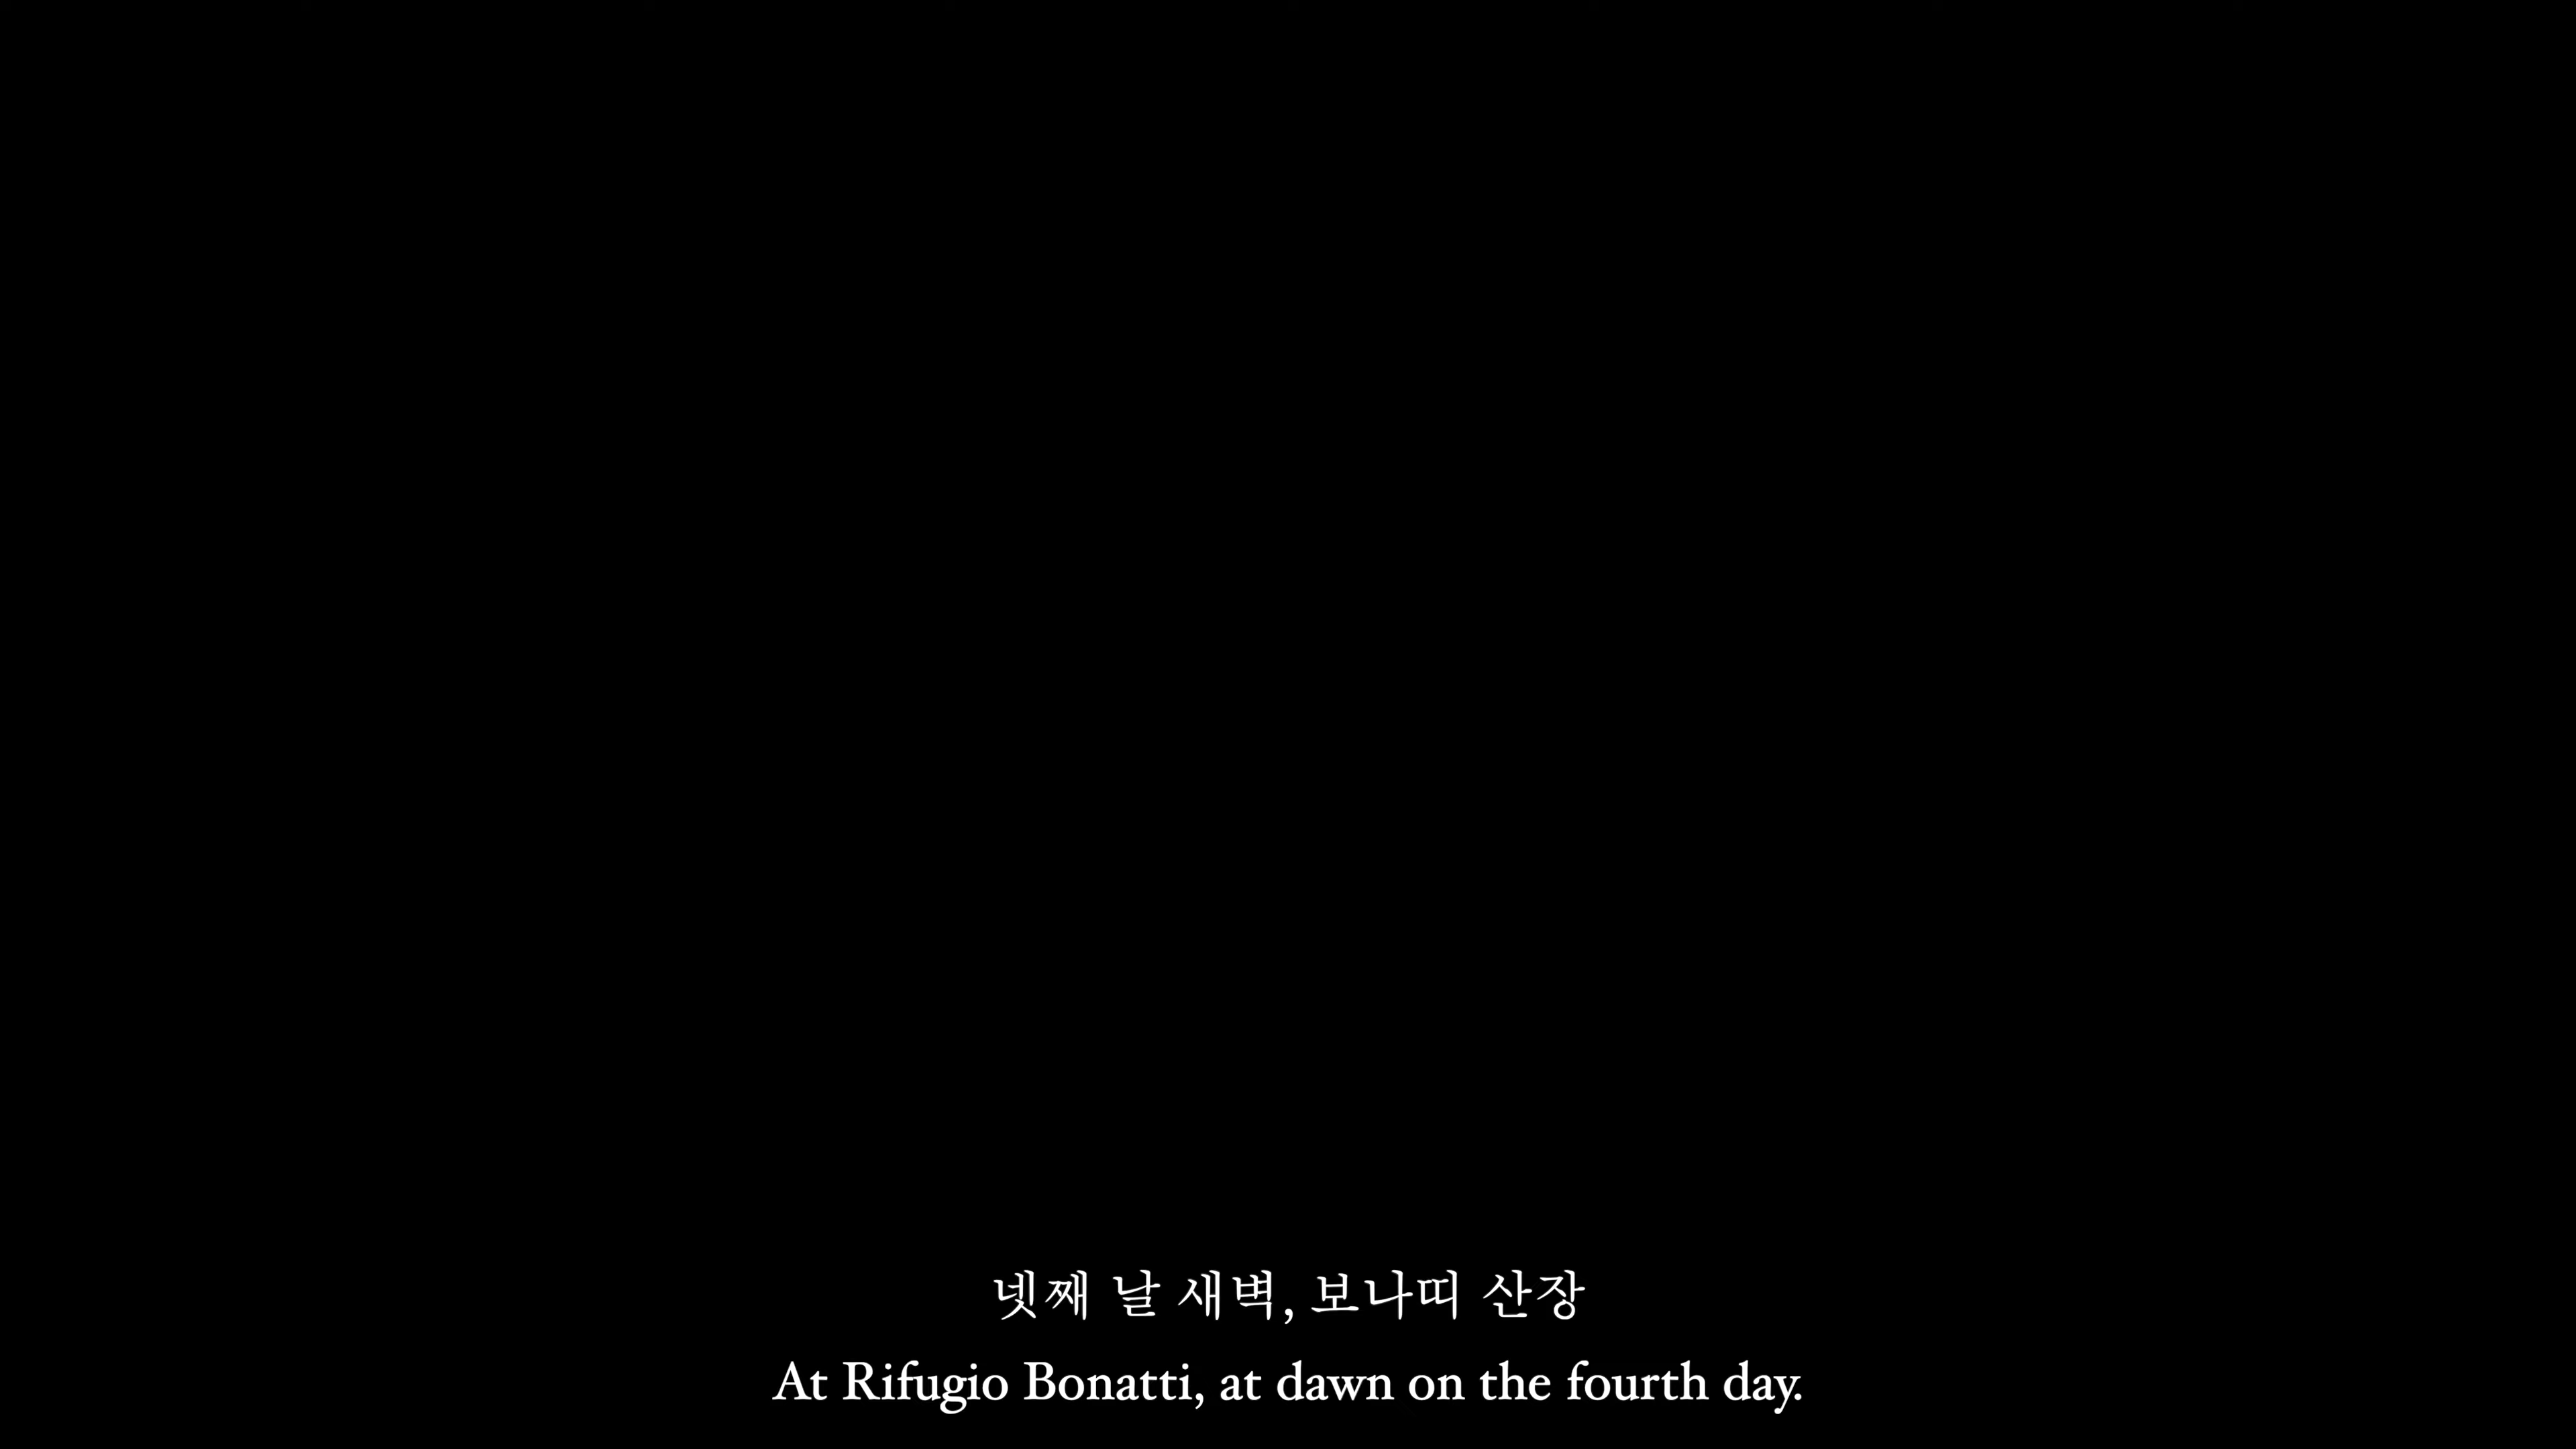 넷째 날 새벽, 보나띠 산장
At Rifugio Bonatti, at dawn on the fourth day.